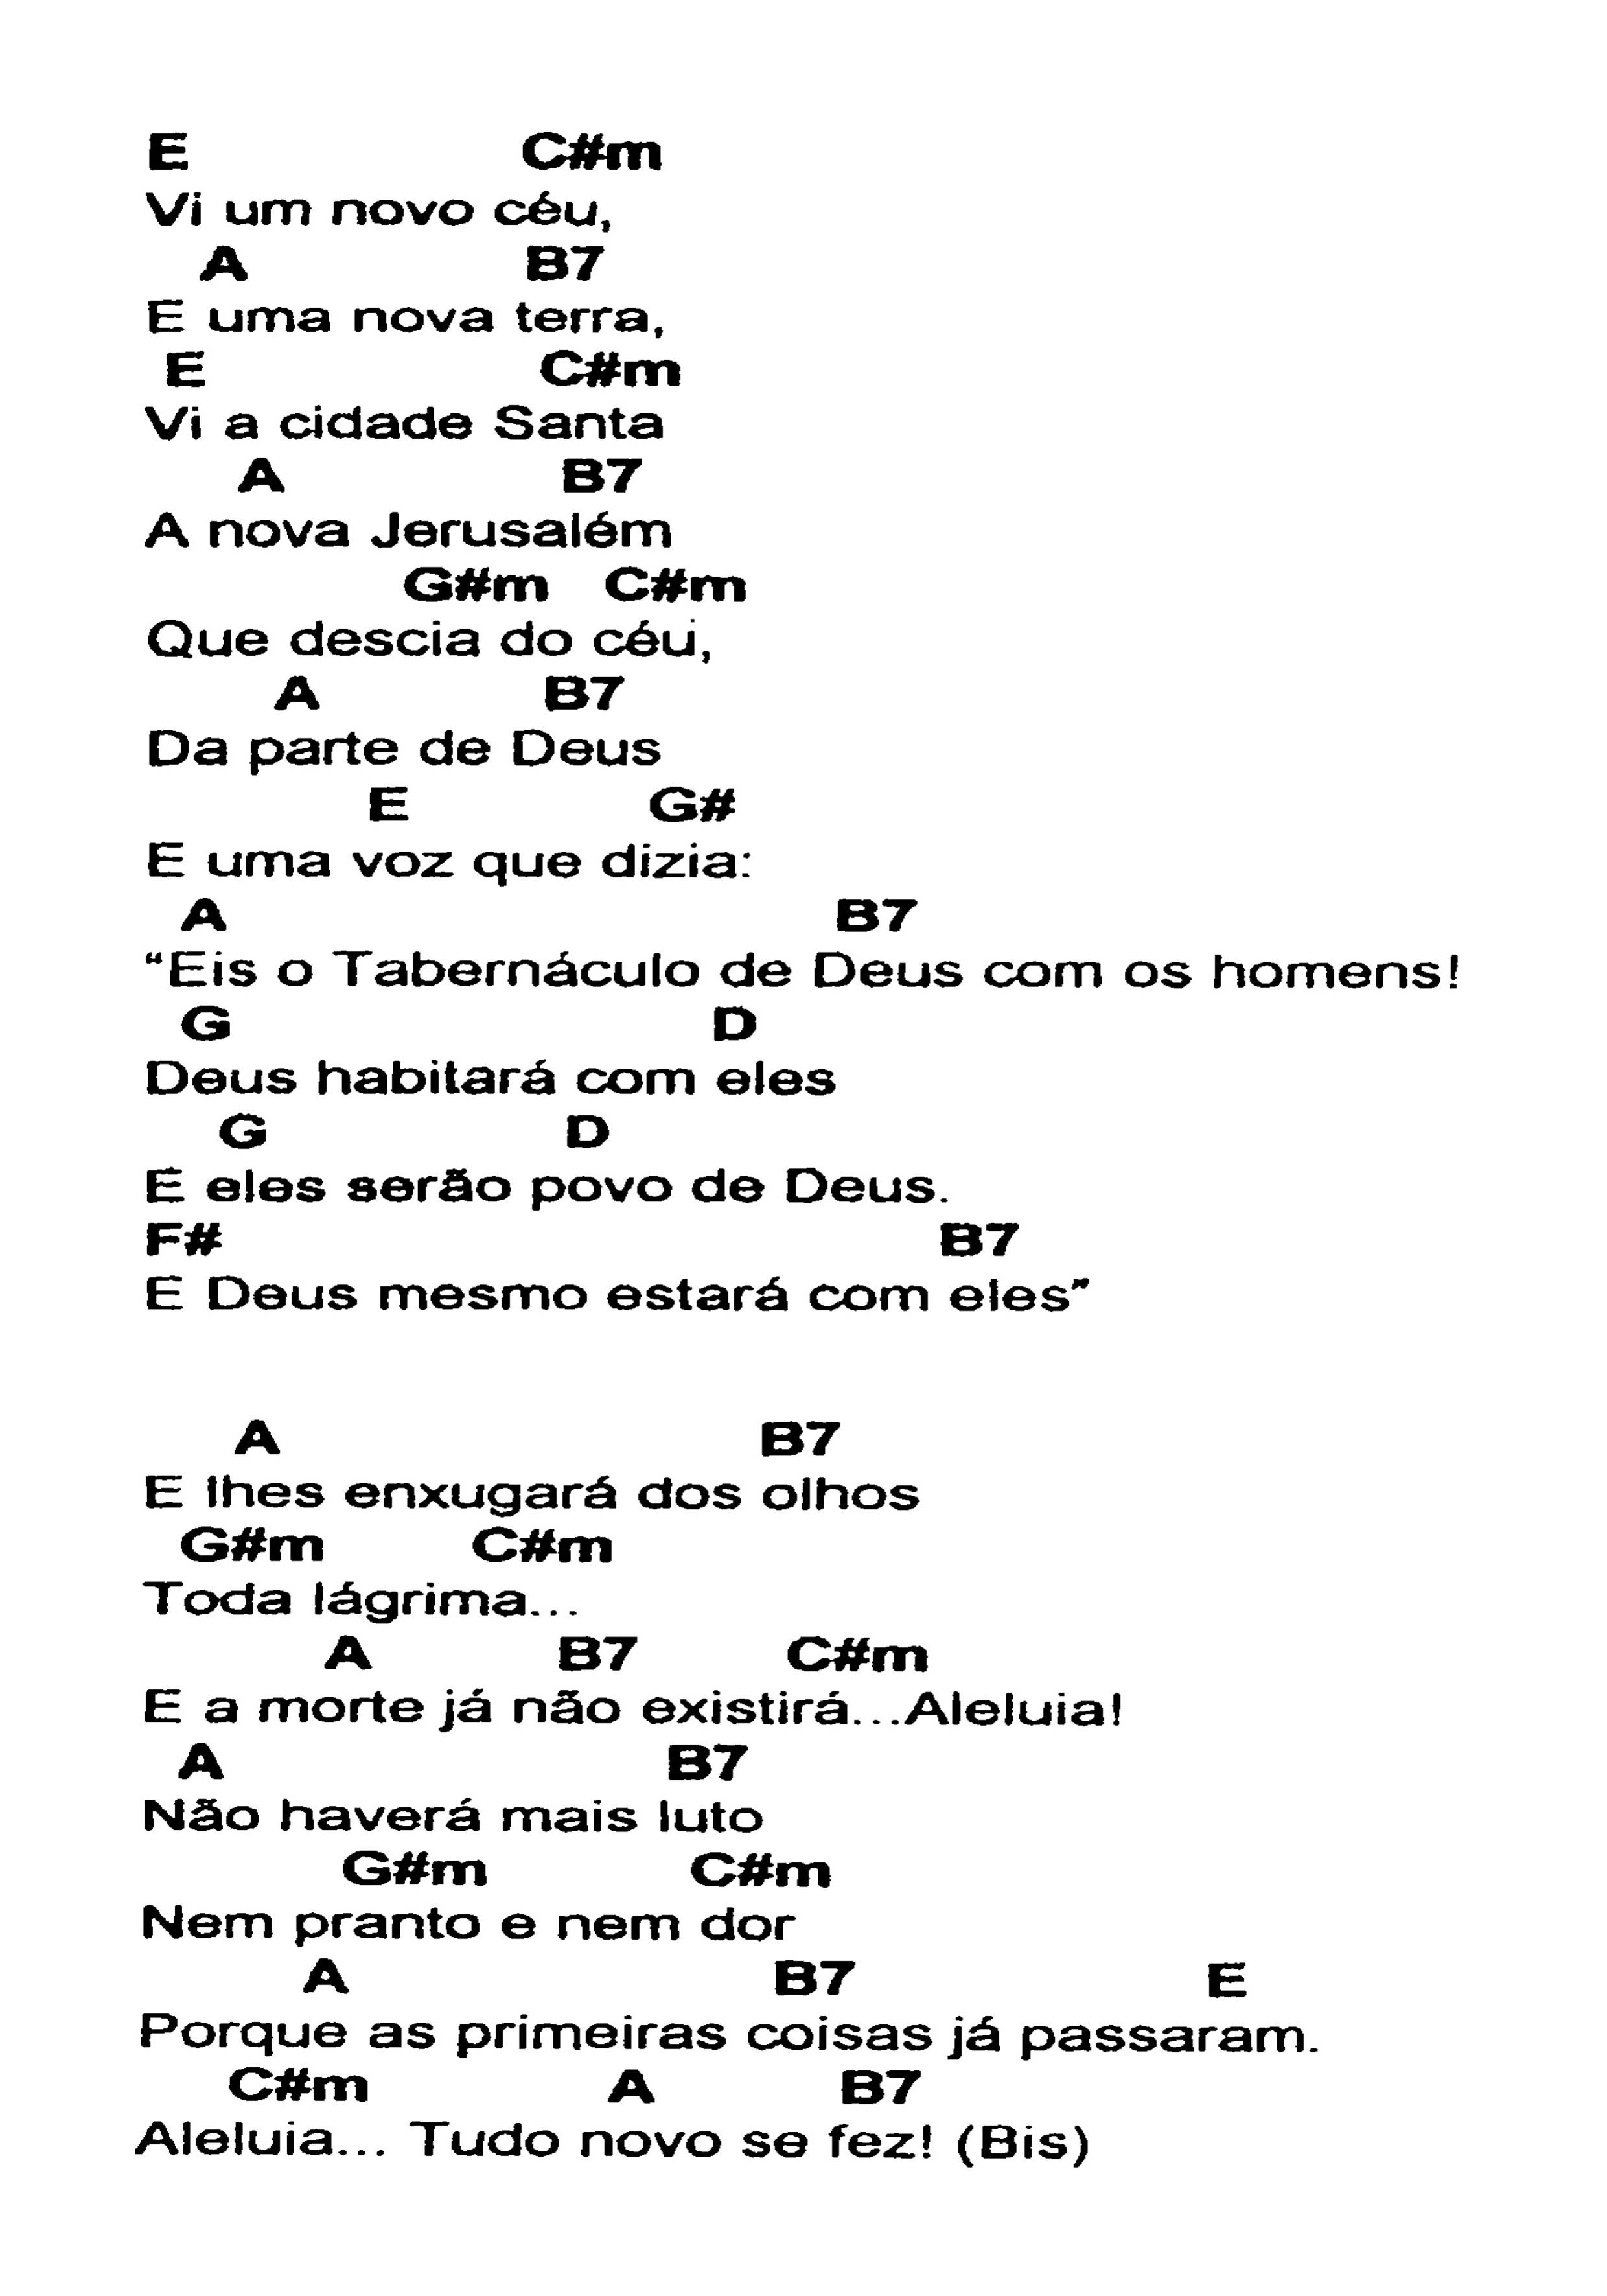 E C#m
Vi um novo céu,
A B7
E uma nova terra,
E C#m
Vi a cidade Santa
A B7
A nova Jerusalém
G#m C#m
Que descia do céu,
A B7
Da parte de Deus
E G#
E uma voz que dizia:
A B7
“Eis o Tabernáculo de Deus com os homens!
G D
Deus habitará com eles
G D
E eles serão povo de Deus.
F# B7
E Deus mesmo estará com eles”
A B7
E lhes enxugará dos olhos
G#m C#m
Toda lágrima...
A B7 C#m
E a morte já não existirá...Aleluia!
A B7
Não haverá mais luto
G#m C#m
Nem pranto e nem dor
A B7 E
Porque as primeiras coisas já passaram.
C#m A B7
Aleluia... Tudo novo se fez! (Bis)